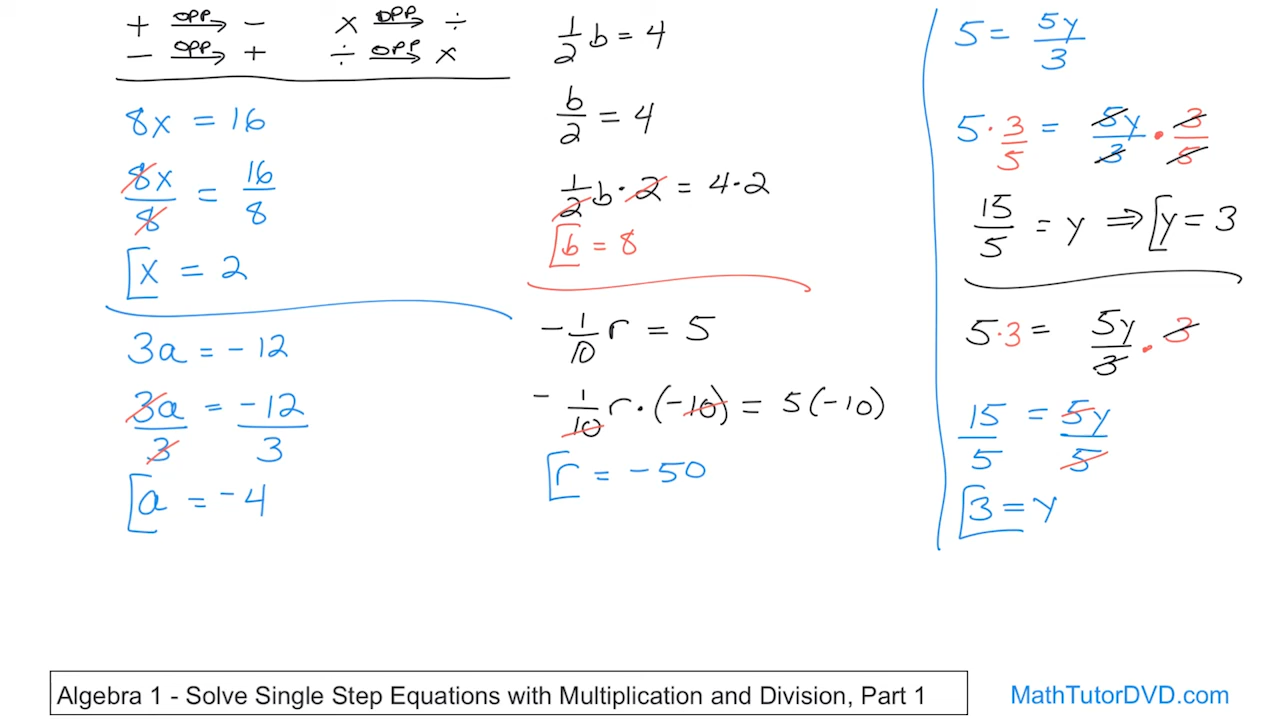 + OPP→ − × OPP→ ÷
− OPP→ + ÷ OPP→ ×
8x = 16
8x/8 = 16/8
x = 2
3a = -12
3a/3 = -12/3
a = -4
1/2 b = 4
b/2 = 4
1/2 b · 2 = 4 · 2
b = 8
- 1/10 r = 5
- 1/10 r · (-10) = 5(-10)
r = -50
5 = 5y/3
5 · 3/5 = 5y/3 · 3/5
15/5 = y ⇒ y = 3
5 · 3 = 5y/3 · 3
15/5 = 5y/5
3 = y
Algebra 1 - Solve Single Step Equations with Multiplication and Division, Part 1
MathTutorDVD.com